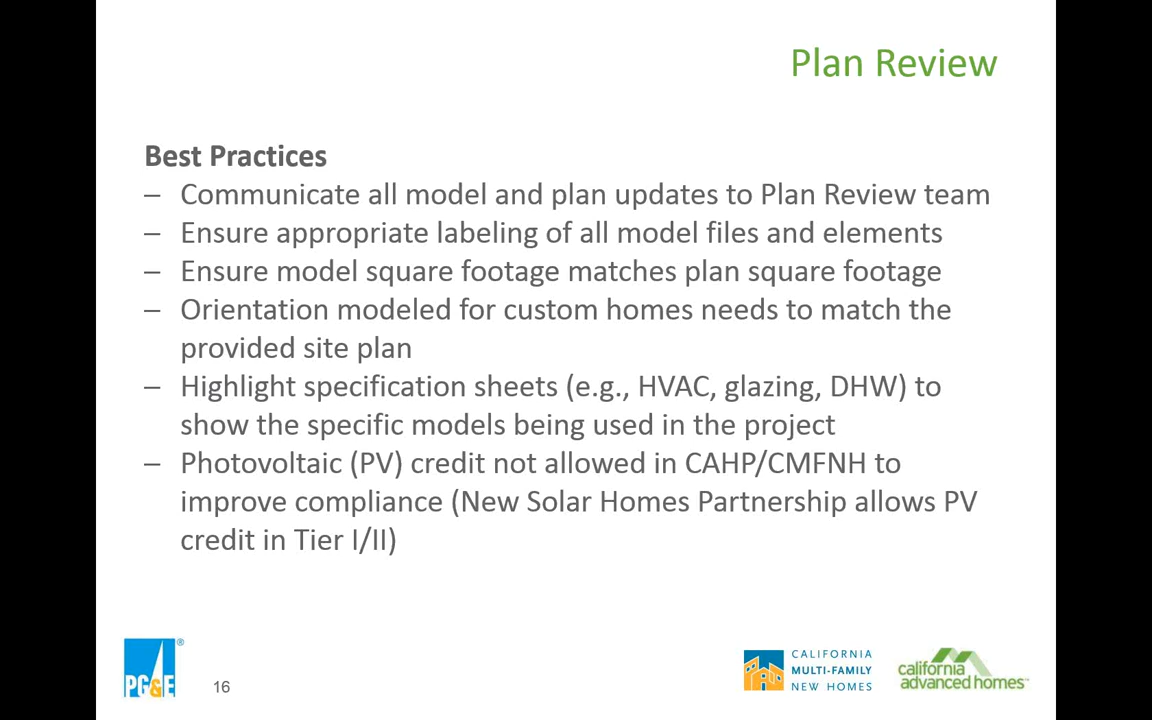 Plan Review
Best Practices
– Communicate all model and plan updates to Plan Review team
– Ensure appropriate labeling of all model files and elements
– Ensure model square footage matches plan square footage
– Orientation modeled for custom homes needs to match the
provided site plan
– Highlight specification sheets (e.g., HVAC, glazing, DHW) to
show the specific models being used in the project
– Photovoltaic (PV) credit not allowed in CAHP/CMFNH to
improve compliance (New Solar Homes Partnership allows PV
credit in Tier I/II)
PG&E®
16
CALIFORNIA
MULTI-FAMILY
NEW HOMES
california
advanced homes™